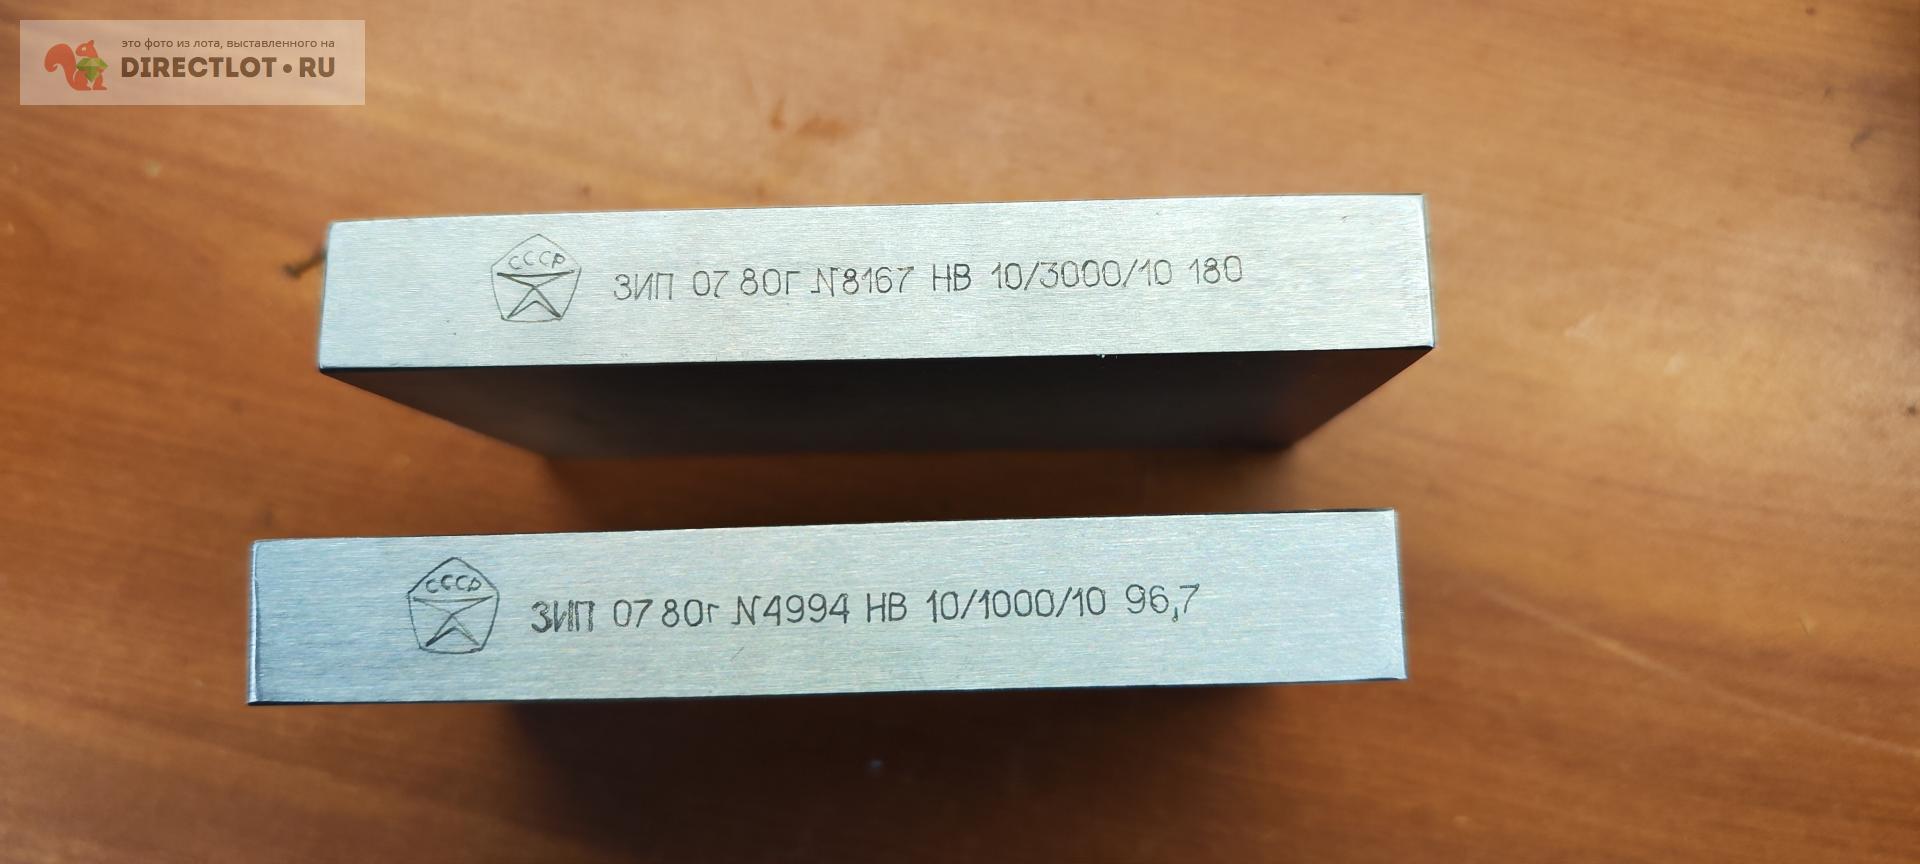 это фото из лота, выставленного на
DIRECTLOT•RU
СССР ЗИП 07 80Г №8167 НВ 10/3000/10 180
СССР ЗИП 07 80г №4994 НВ 10/1000/10 96,7